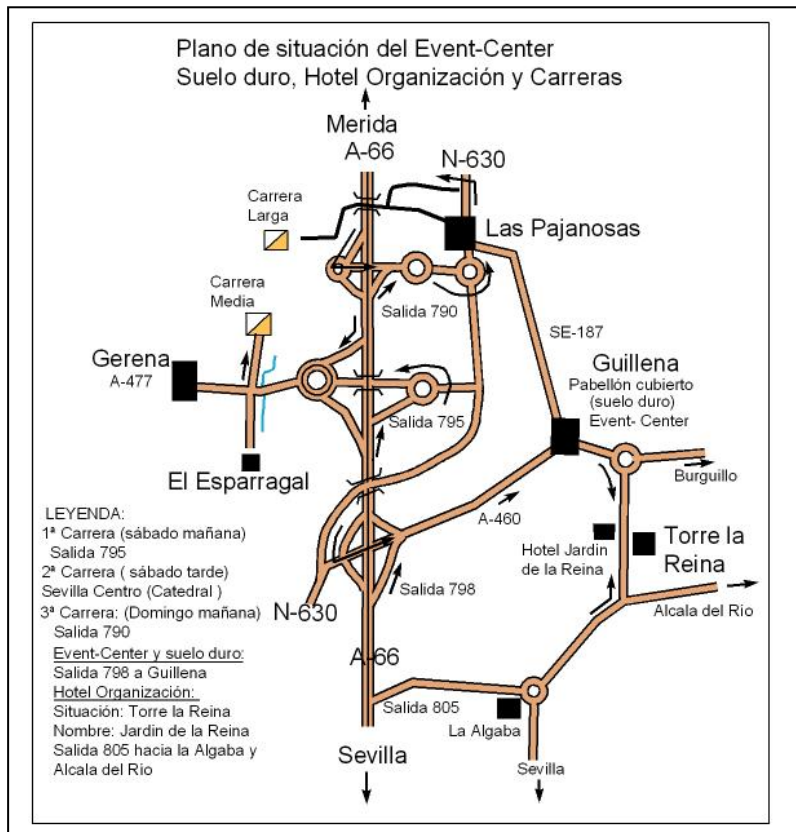 Plano de situación del Event-Center
Suelo duro, Hotel Organización y Carreras
Merida
A-66
N-630
Carrera
Larga
Las Pajanosas
Carrera
Media
Salida 790
SE-187
Gerena
A-477
Guillena
Pabellón cubierto
(suelo duro)
Event- Center
Salida 795
El Esparragal
Burguillo
A-460
LEYENDA:
1ª Carrera (sábado mañana)
Salida 795
2ª Carrera ( sábado tarde)
Sevilla Centro (Catedral )
3ª Carrera: (Domingo mañana)
Salida 790
Event-Center y suelo duro:
Salida 798 a Guillena
Hotel Organización:
Situación: Torre la Reina
Nombre: Jardin de la Reina
Salida 805 hacia la Algaba y
Alcala del Rio
Hotel Jardin
de la Reina
Torre la
Reina
Salida 798
N-630
Alcala del Rio
A-66
Salida 805
La Algaba
Sevilla
Sevilla